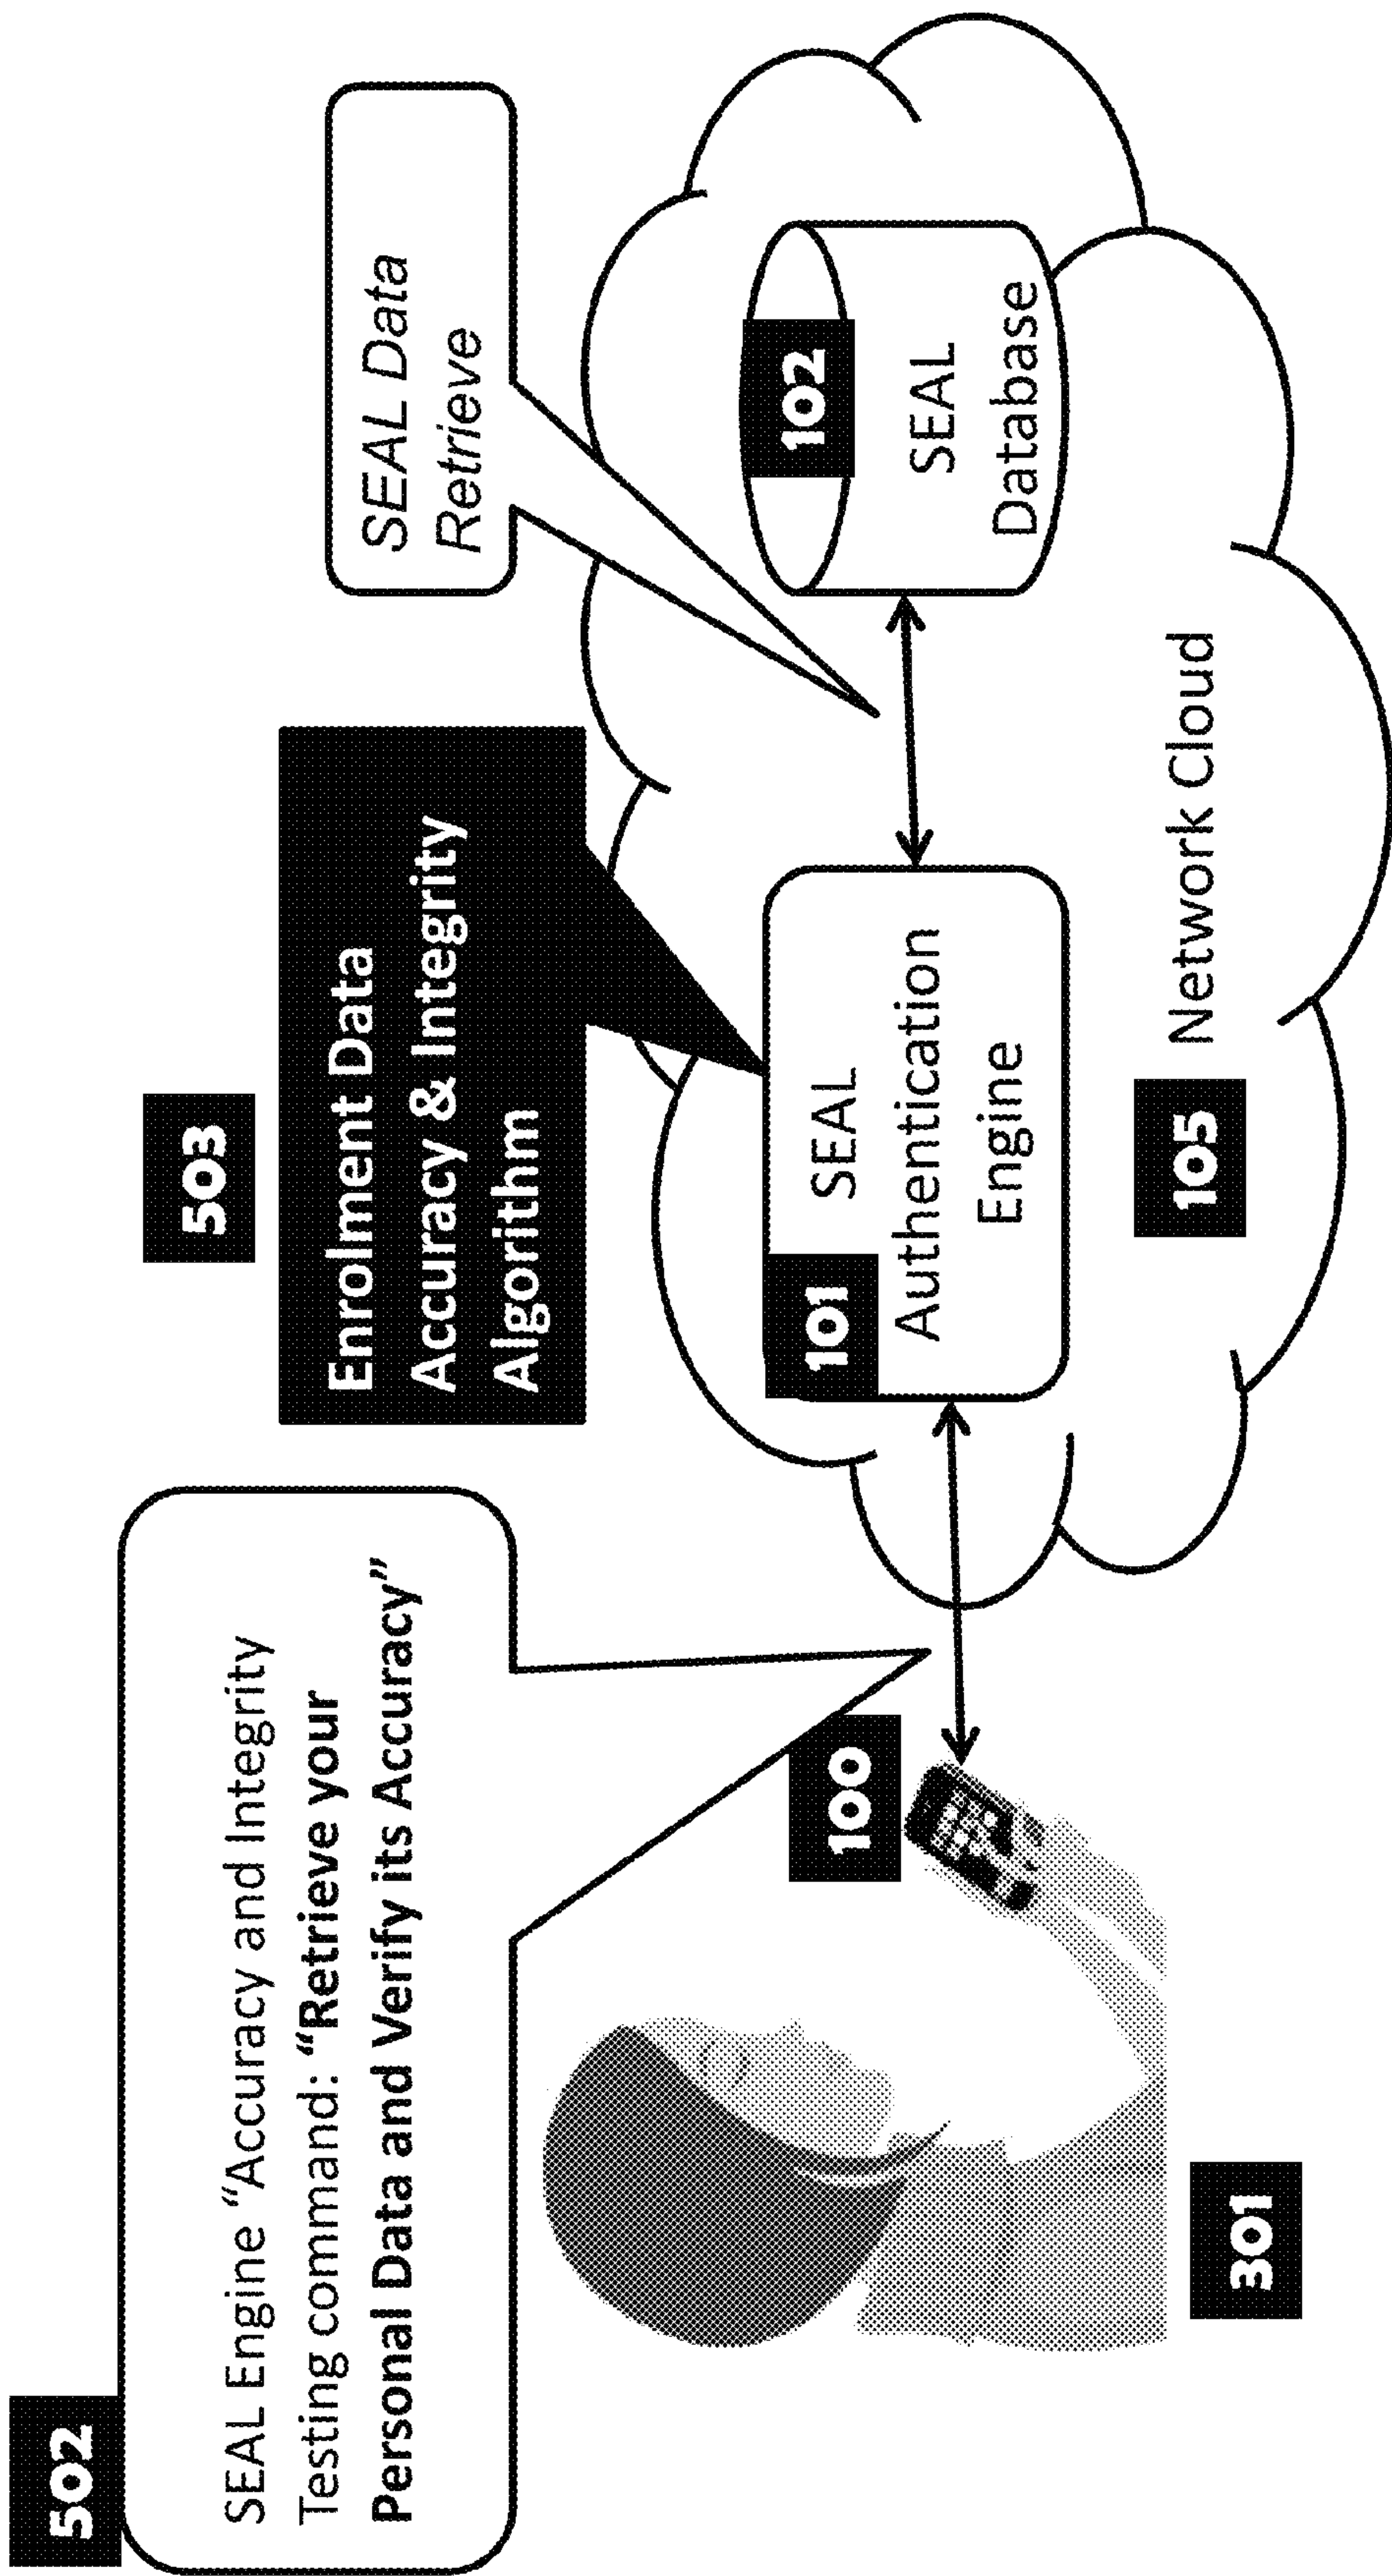 502
SEAL Engine “Accuracy and Integrity
Testing command: “Retrieve your
Personal Data and Verify its Accuracy”
503
Enrolment Data
Accuracy & Integrity
Algorithm
SEAL Data
Retrieve
100
301
101
SEAL
Authentication
Engine
102
SEAL
Database
105
Network Cloud